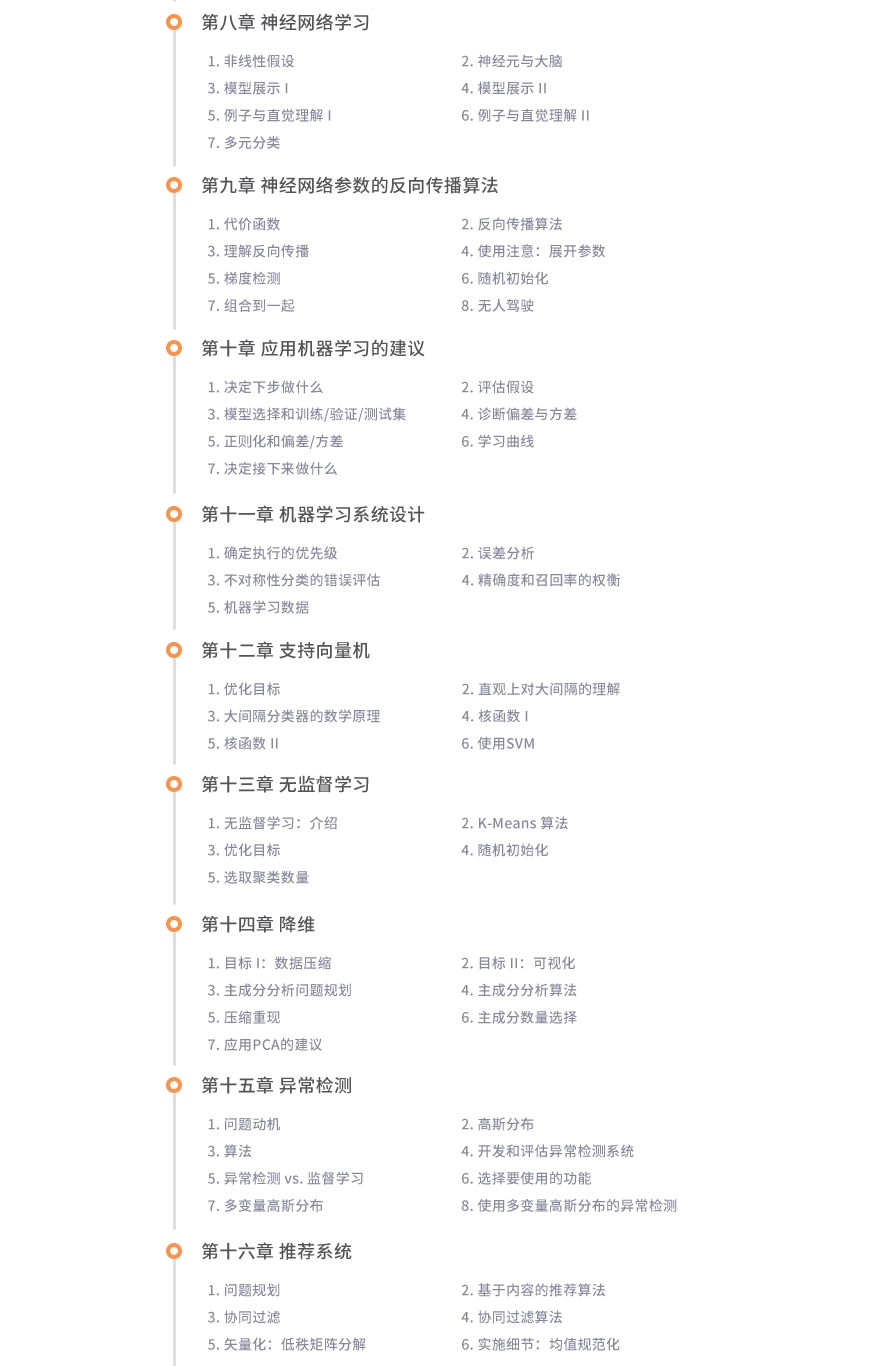 第八章 神经网络学习
1. 非线性假设 2. 神经元与大脑
3. 模型展示 I 4. 模型展示 II
5. 例子与直觉理解 I 6. 例子与直觉理解 II
7. 多元分类
第九章 神经网络参数的反向传播算法
1. 代价函数 2. 反向传播算法
3. 理解反向传播 4. 使用注意：展开参数
5. 梯度检测 6. 随机初始化
7. 组合到一起 8. 无人驾驶
第十章 应用机器学习的建议
1. 决定下步做什么 2. 评估假设
3. 模型选择和训练/验证/测试集 4. 诊断偏差与方差
5. 正则化和偏差/方差 6. 学习曲线
7. 决定接下来做什么
第十一章 机器学习系统设计
1. 确定执行的优先级 2. 误差分析
3. 不对称性分类的错误评估 4. 精确度和召回率的权衡
5. 机器学习数据
第十二章 支持向量机
1. 优化目标 2. 直观上对大间隔的理解
3. 大间隔分类器的数学原理 4. 核函数 I
5. 核函数 II 6. 使用SVM
第十三章 无监督学习
1. 无监督学习：介绍 2. K-Means 算法
3. 优化目标 4. 随机初始化
5. 选取聚类数量
第十四章 降维
1. 目标 I：数据压缩 2. 目标 II：可视化
3. 主成分分析问题规划 4. 主成分分析算法
5. 压缩重现 6. 主成分数量选择
7. 应用PCA的建议
第十五章 异常检测
1. 问题动机 2. 高斯分布
3. 算法 4. 开发和评估异常检测系统
5. 异常检测 vs. 监督学习 6. 选择要使用的功能
7. 多变量高斯分布 8. 使用多变量高斯分布的异常检测
第十六章 推荐系统
1. 问题规划 2. 基于内容的推荐算法
3. 协同过滤 4. 协同过滤算法
5. 矢量化：低秩矩阵分解 6. 实施细节：均值规范化